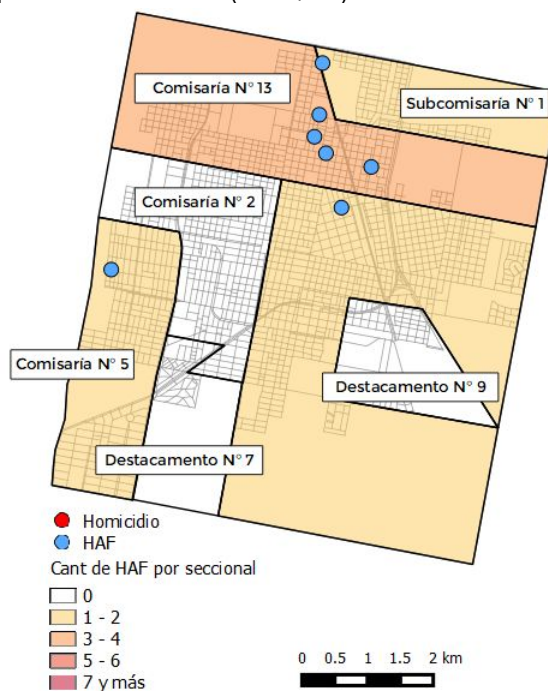 Comisaría N° 13
Subcomisaría N° 1
Comisaría N° 2
Comisaría N° 5
Destacamento N° 9
Destacamento N° 7
Homicidio
HAF
Cant de HAF por seccional
0
1 - 2
3 - 4
5 - 6
7 y más
0 0.5 1 1.5 2 km